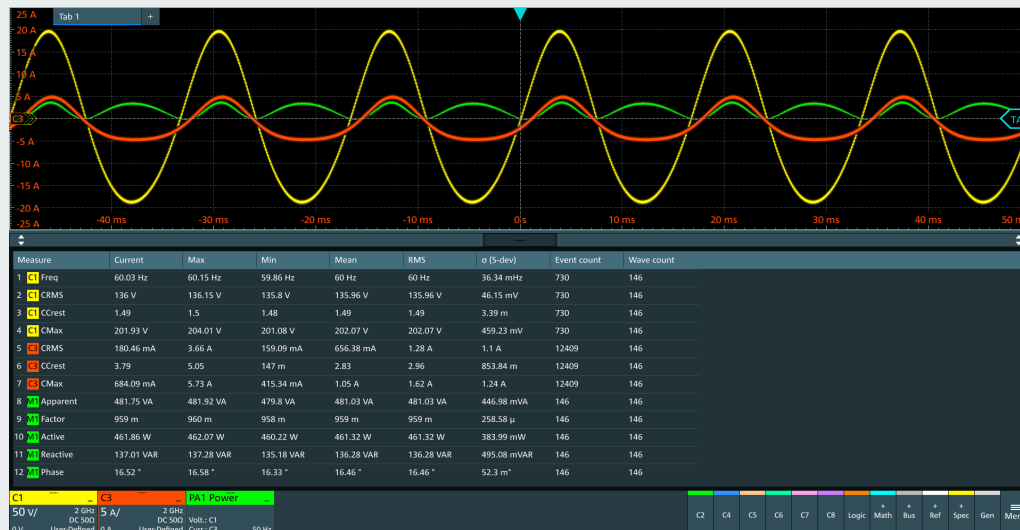 25 A
Tab 1 +
20 A
15 A
10 A
5 A
C3
TA
-5 A
-10 A
-15 A
-20 A
-25 A
-40 ms -30 ms -20 ms -10 ms 0 s 10 ms 20 ms 30 ms 40 ms 50 m
Measure Current Max Min Mean RMS σ (S-dev) Event count Wave count
1 C1 Freq 60.03 Hz 60.15 Hz 59.86 Hz 60 Hz 60 Hz 36.34 mHz 730 146
2 C1 CRMS 136 V 136.15 V 135.8 V 135.96 V 135.96 V 46.15 mV 730 146
3 C1 CCrest 1.49 1.5 1.48 1.49 1.49 3.39 m 730 146
4 C1 CMax 201.93 V 204.01 V 201.08 V 202.07 V 202.07 V 459.23 mV 730 146
5 C3 CRMS 180.46 mA 3.66 A 159.09 mA 656.38 mA 1.28 A 1.1 A 12409 146
6 C3 CCrest 3.79 5.05 147 m 2.83 2.96 853.84 m 12409 146
7 C3 CMax 684.09 mA 5.73 A 415.34 mA 1.05 A 1.62 A 1.24 A 12409 146
8 M1 Apparent 481.75 VA 481.92 VA 479.8 VA 481.03 VA 481.03 VA 446.98 mVA 146 146
9 M1 Factor 959 m 960 m 958 m 959 m 959 m 258.58 µ 146 146
10 M1 Active 461.86 W 462.07 W 460.22 W 461.32 W 461.32 W 383.99 mW 146 146
11 M1 Reactive 137.01 VAR 137.28 VAR 135.18 VAR 136.28 VAR 136.28 VAR 495.08 mVAR 146 146
12 M1 Phase 16.52 ° 16.58 ° 16.33 ° 16.46 ° 16.46 ° 52.3 m° 146 146
C1 C3 PA1 Power
50 V/ 2 GHz 5 A/ 2 GHz
DC 50Ω DC 50Ω Volt.: C1
0 V User-Defined 0 A User-Defined Curr.: C3 50 Hz
C2 C4 C5 C6 C7 C8 Logic + Math + Bus + Ref + Spec Gen Men